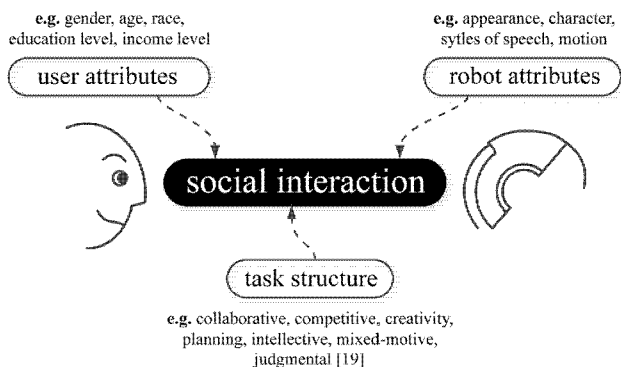 e.g. gender, age, race,
education level, income level
user attributes
e.g. appearance, character,
sytles of speech, motion
robot attributes
social interaction
task structure
e.g. collaborative, competitive, creativity,
planning, intellective, mixed-motive,
judgmental [19]